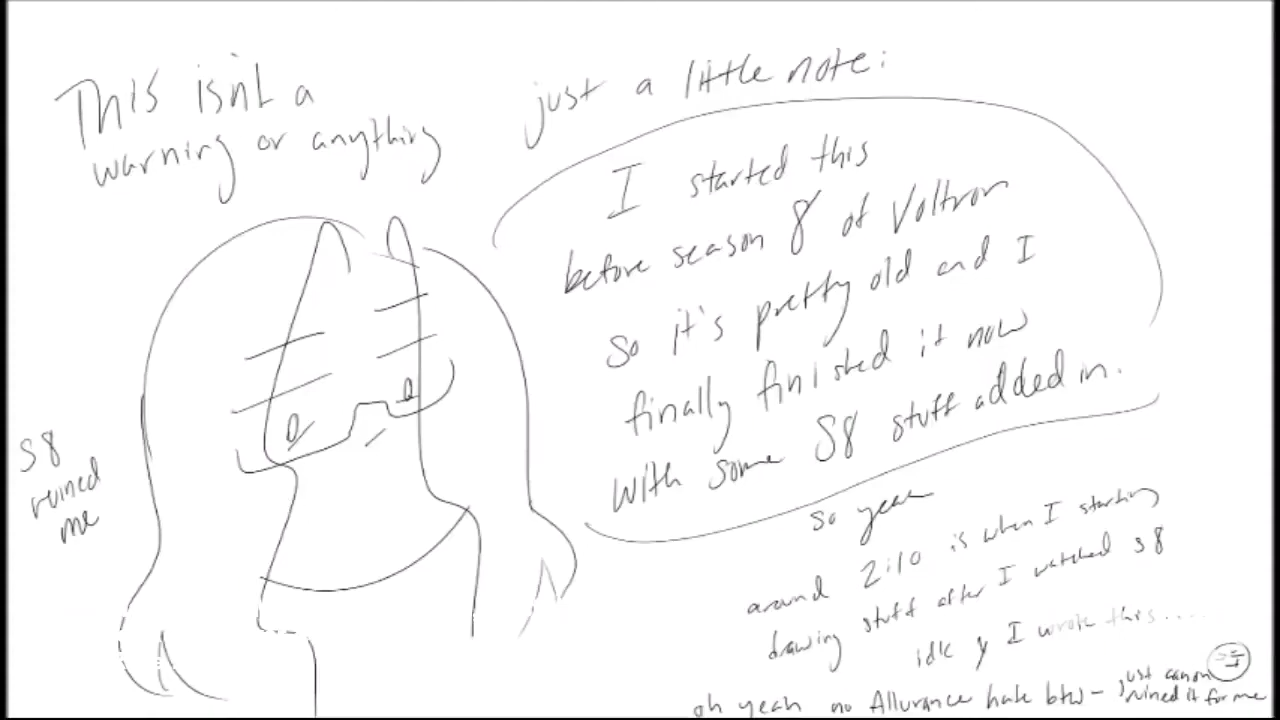 This isn't a
warning or anything
just a little note:
I started this
before season 8 of Voltron
so it's pretty old and I
finally finished it now
with some S8 stuff added in.
S8
ruined
me
so yeah
around 2:10 is when I starting
drawing stuff after I watched s8
idk y I wrote this.....
oh yeah no Allurance hate btw - just canon
ruined it for me